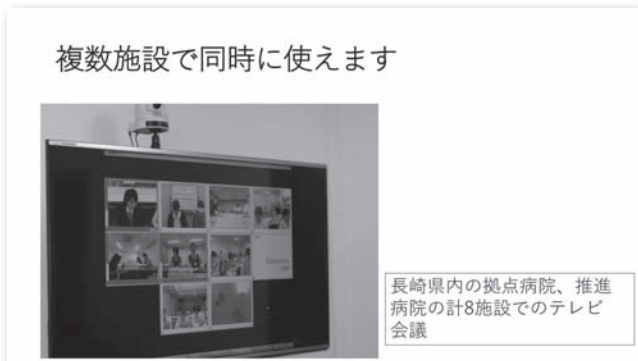 複数施設で同時に使えます
長崎県内の拠点病院、推進
病院の計8施設でのテレビ
会議